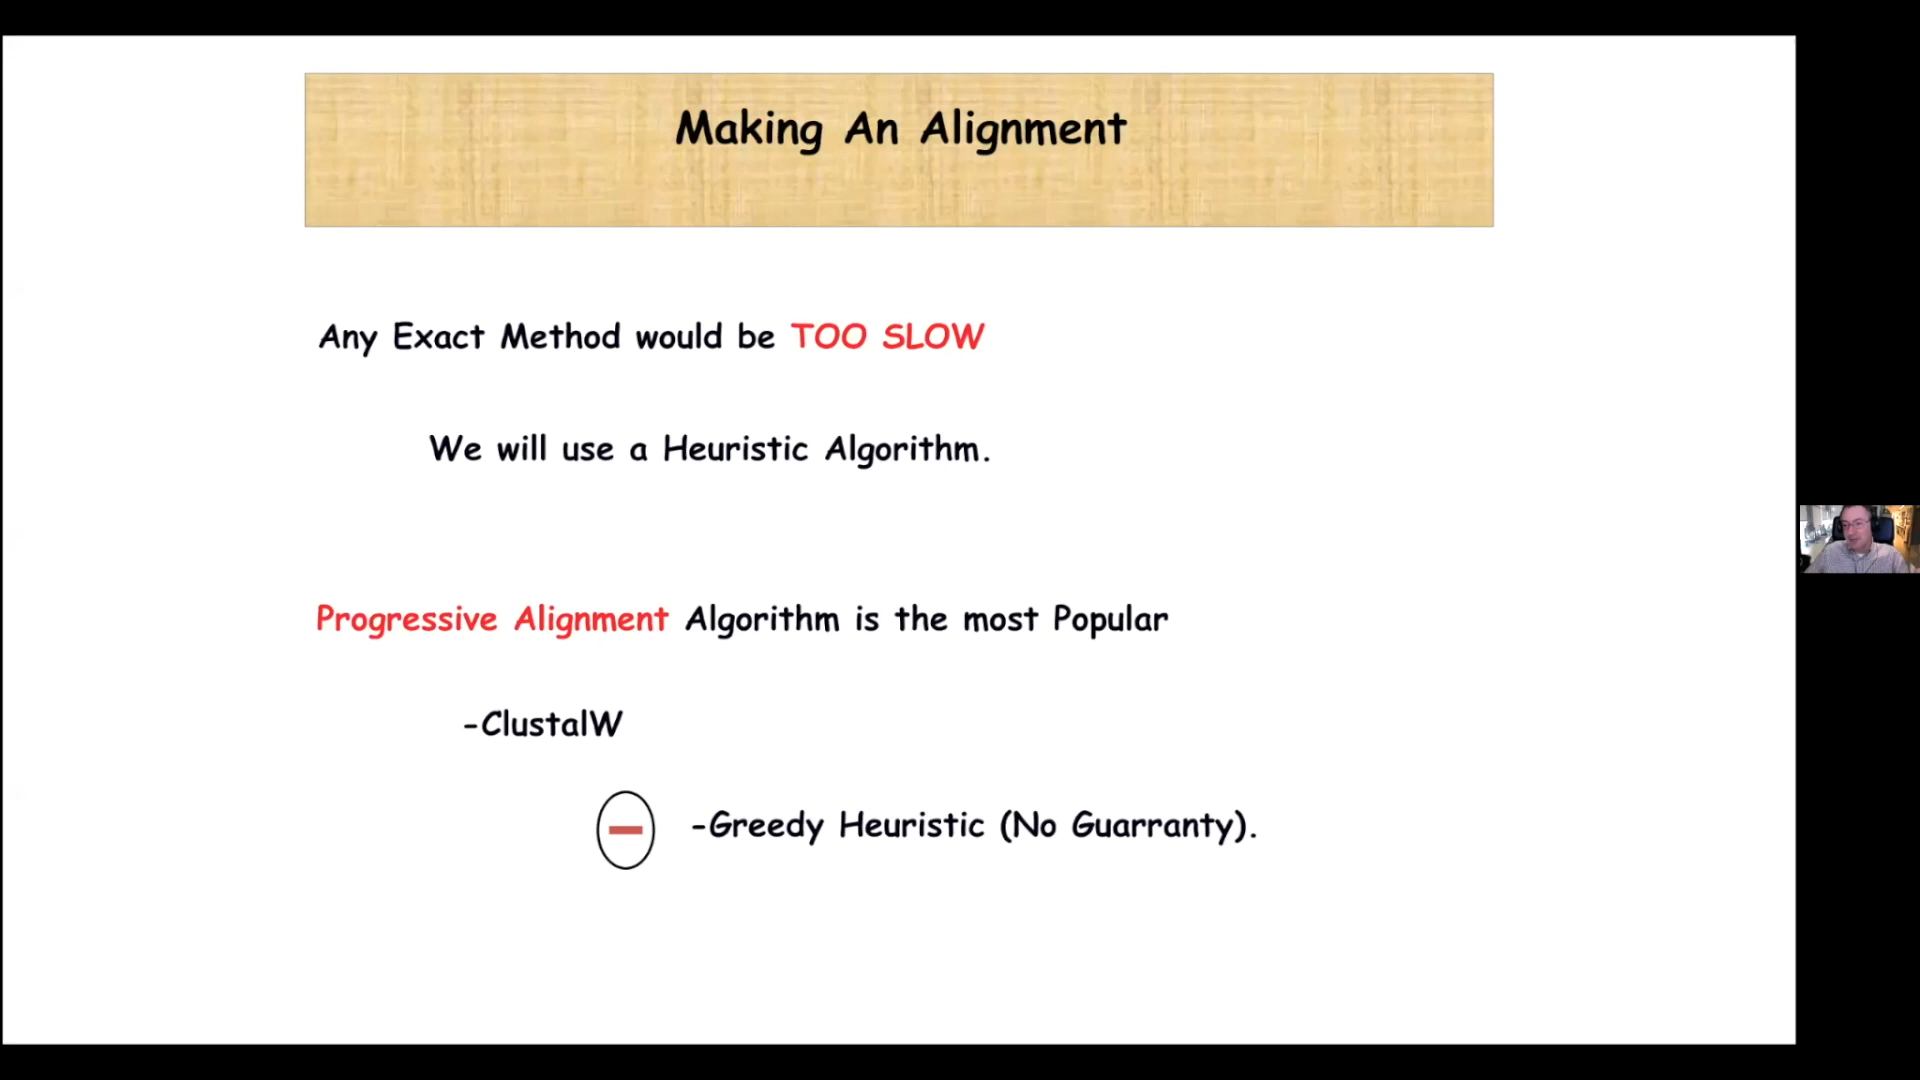 Making An Alignment
Any Exact Method would be TOO SLOW
We will use a Heuristic Algorithm.
Progressive Alignment Algorithm is the most Popular
-ClustalW
-Greedy Heuristic (No Guarranty).